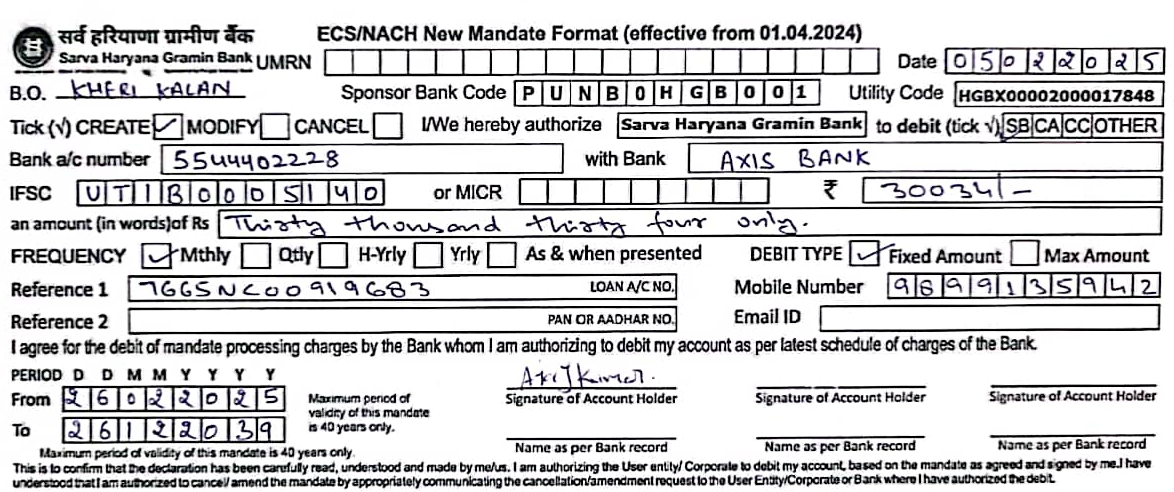 सर्व हरियाणा ग्रामीण बैंक ECS/NACH New Mandate Format (effective from 01.04.2024)
Sarva Haryana Gramin Bank UMRN Date 05022025
B.O. KHERI KALAN Sponsor Bank Code PUNB0HGB001 Utility Code HGBX00002000017848
Tick (√) CREATE ✓ MODIFY CANCEL I/We hereby authorize Sarva Haryana Gramin Bank to debit (tick √) SB CA CC OTHER
Bank a/c number 5544402228 with Bank AXIS BANK
IFSC UTIB0005140 or MICR ₹ 30034/-
an amount (in words)of Rs Thirty thousand thirty four only.
FREQUENCY ✓ Mthly Qtly H-Yrly Yrly As & when presented DEBIT TYPE ✓ Fixed Amount Max Amount
Reference 1 7665NC00919683 LOAN A/C NO. Mobile Number 9899135942
Reference 2 PAN OR AADHAR NO. Email ID
I agree for the debit of mandate processing charges by the Bank whom I am authorizing to debit my account as per latest schedule of charges of the Bank.
PERIOD D D M M Y Y Y Y
From 26022025 Maximum period of validity of this mandate is 40 years only. Signature of Account Holder Signature of Account Holder Signature of Account Holder
To 26122039 Name as per Bank record Name as per Bank record Name as per Bank record
Maximum period of validity of this mandate is 40 years only.
This is to confirm that the declaration has been carefully read, understood and made by me/us. I am authorizing the User entity/ Corporate to debit my account, based on the mandate as agreed and signed by me.I have
understood that I am authorized to cancel/ amend the mandate by appropriately communicating the cancellation/amendment request to the User Entity/Corporate or Bank where I have authorized the debit.